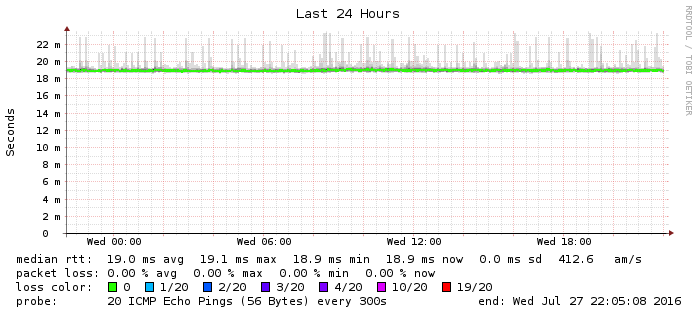 Last 24 Hours
RRDTOOL / TOBI OETIKER
Seconds
22 m
20 m
18 m
16 m
14 m
12 m
10 m
8 m
6 m
4 m
2 m
0
Wed 00:00 Wed 06:00 Wed 12:00 Wed 18:00
median rtt: 19.0 ms avg 19.1 ms max 18.9 ms min 18.9 ms now 0.0 ms sd 412.6 am/s
packet loss: 0.00 % avg 0.00 % max 0.00 % min 0.00 % now
loss color: 0 1/20 2/20 3/20 4/20 10/20 19/20
probe: 20 ICMP Echo Pings (56 Bytes) every 300s end: Wed Jul 27 22:05:08 2016